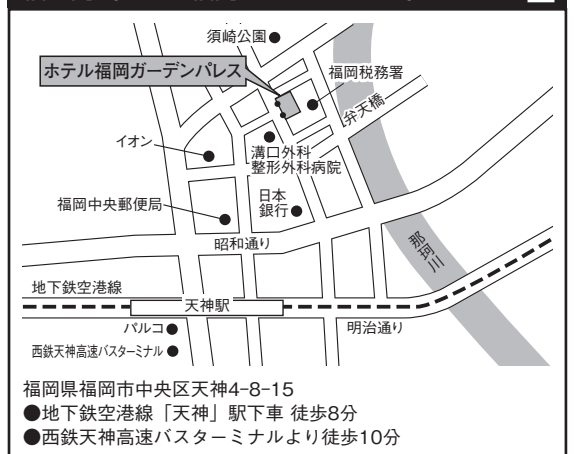 須崎公園
ホテル福岡ガーデンパレス
福岡税務署
弁天橋
イオン
溝口外科
整形外科病院
日本
銀行
福岡中央郵便局
昭和通り
那珂川
地下鉄空港線
天神駅
パルコ
明治通り
西鉄天神高速バスターミナル
福岡県福岡市中央区天神4-8-15
●地下鉄空港線「天神」駅下車 徒歩8分
●西鉄天神高速バスターミナルより徒歩10分